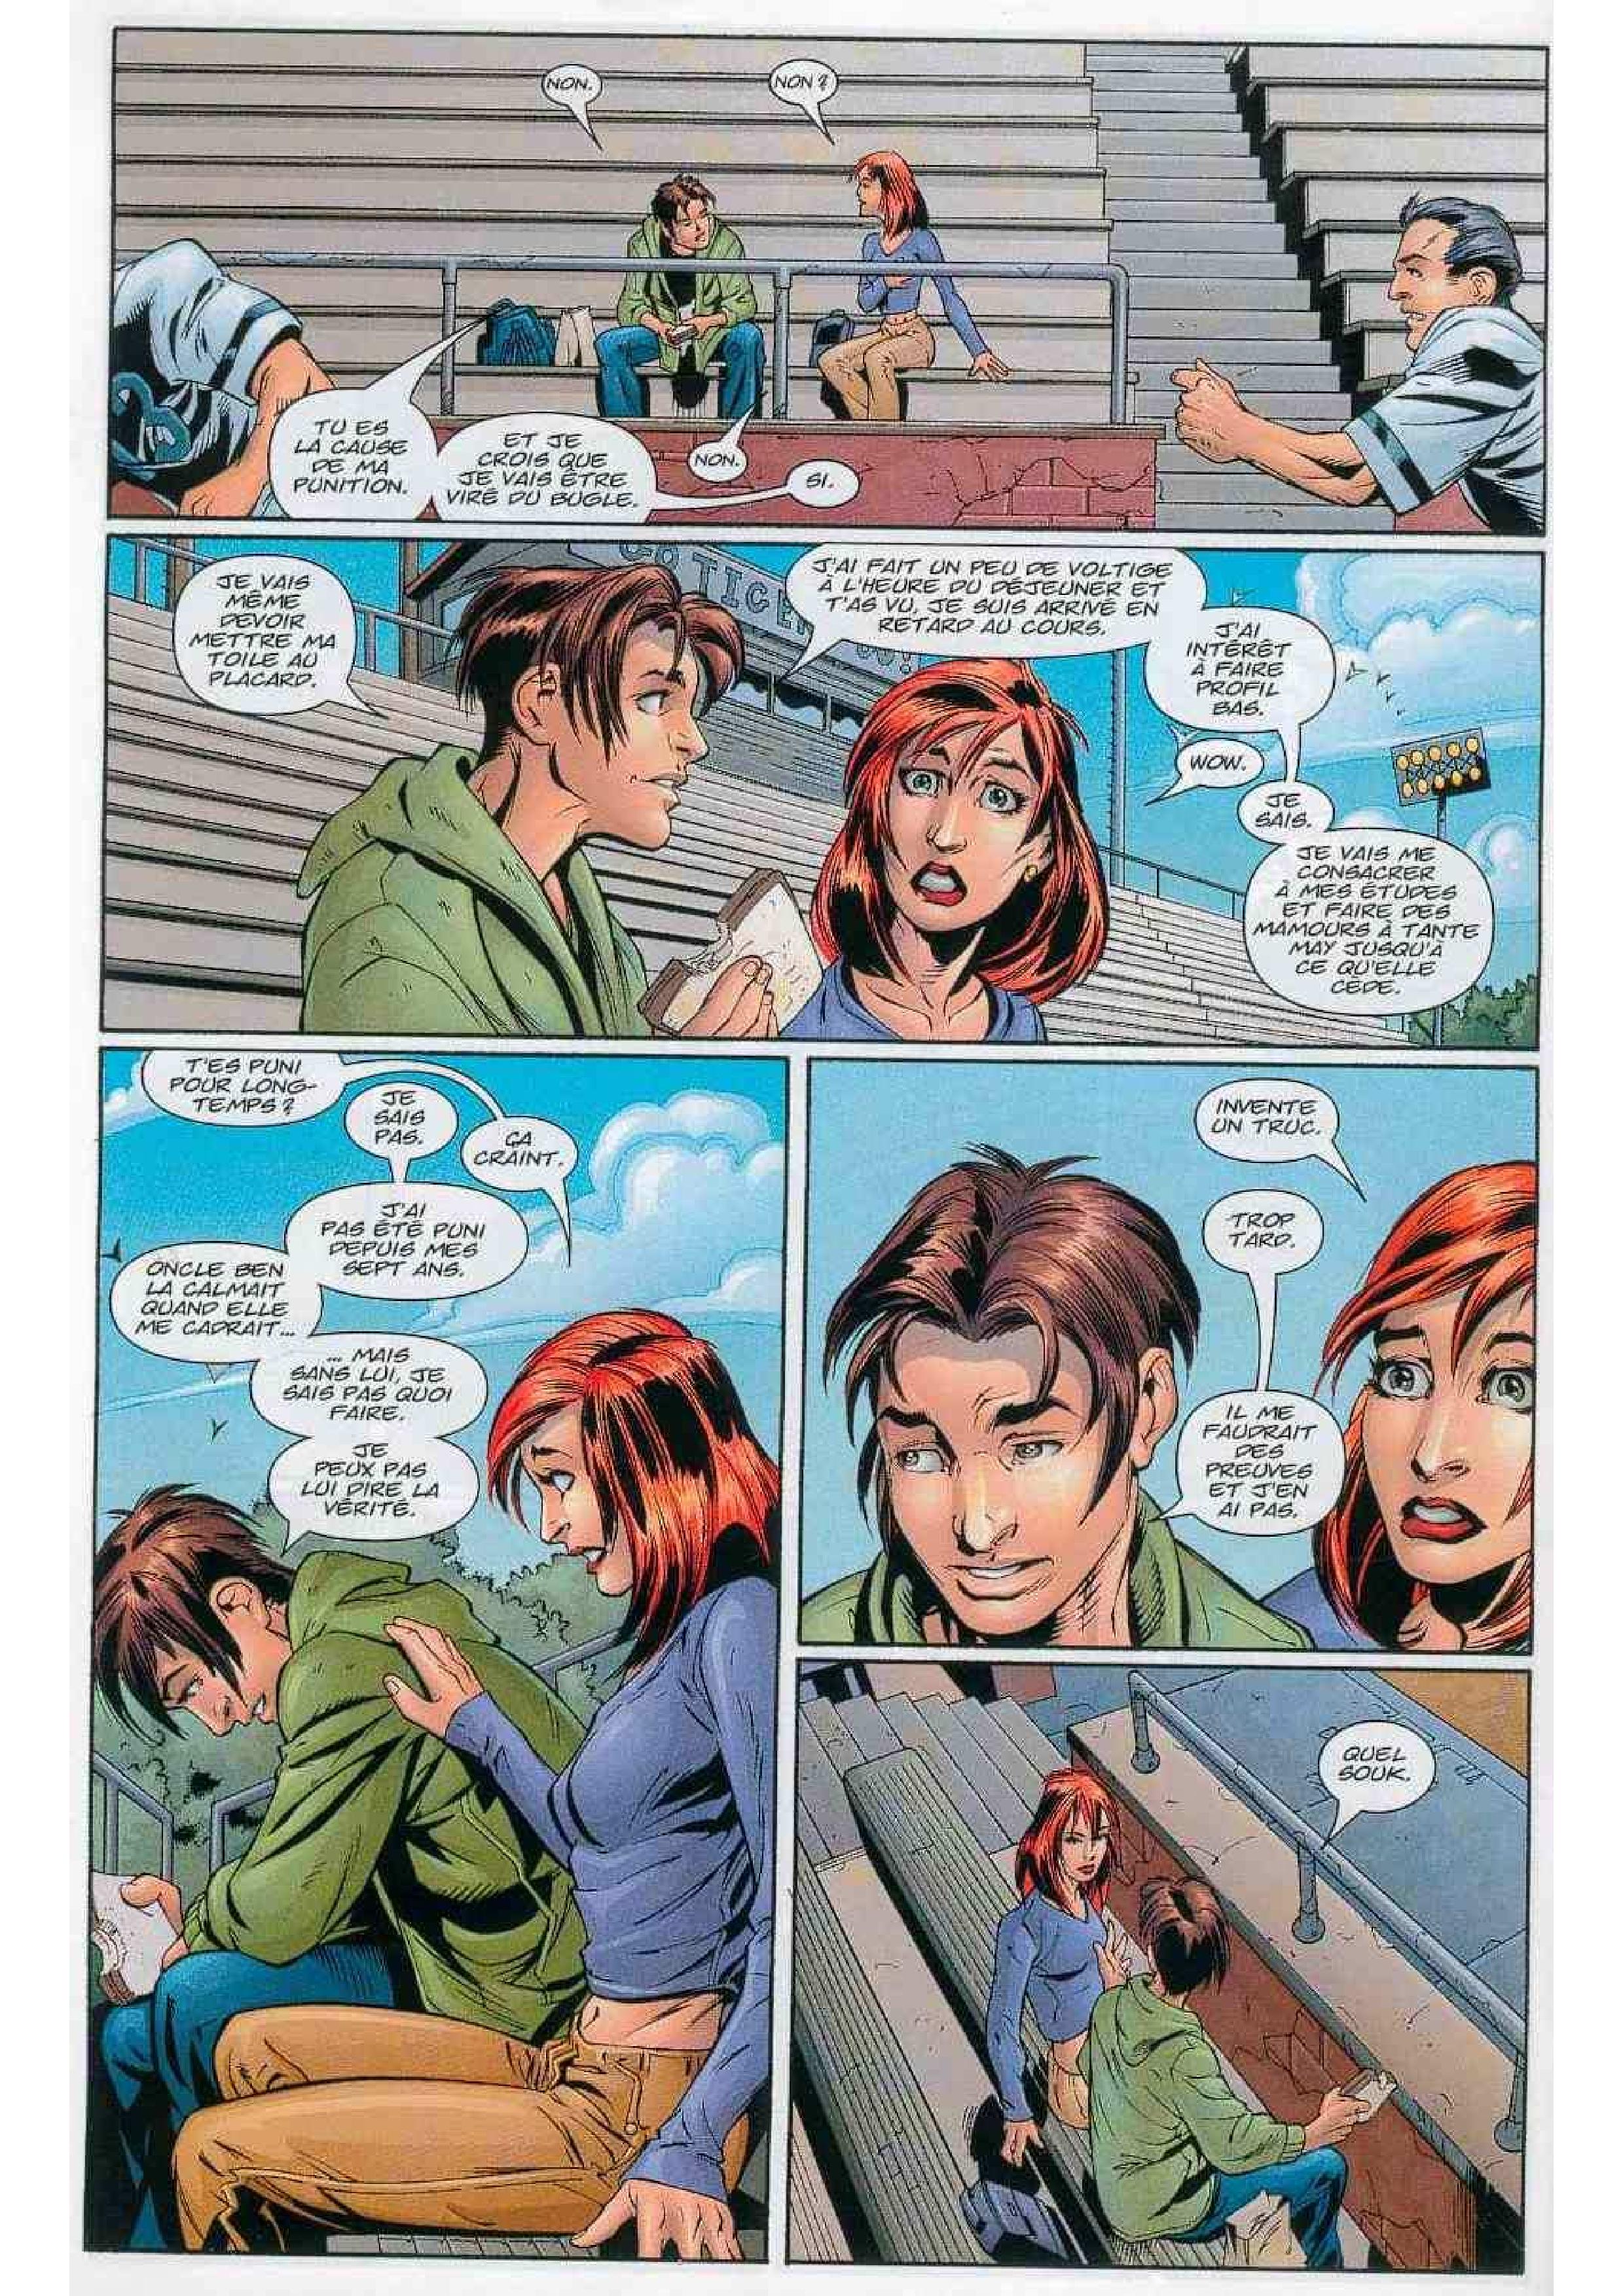 NON.
NON ?
TU ES
LA CAUSE
DE MA
PUNITION.
ET JE
CROIS QUE
JE VAIS ÊTRE
VIRÉ DU BUGLE.
NON.
SI.
JE VAIS
MÊME
DEVOIR
METTRE MA
TOILE AU
PLACARD.
J'AI FAIT UN PEU DE VOLTIGE
À L'HEURE DU DÉJEUNER ET
T'AS VU, JE SUIS ARRIVÉ EN
RETARD AU COURS.
J'AI
INTÉRÊT
À FAIRE
PROFIL
BAS.
WOW.
JE
SAIS.
JE VAIS ME
CONSACRER
À MES ÉTUDES
ET FAIRE DES
MAMOURS À TANTE
MAY JUSQU'À
CE QU'ELLE
CÈDE.
T'ES PUNI
POUR LONG-
TEMPS ?
JE
SAIS
PAS.
ÇA
CRAINT.
J'AI
PAS ÉTÉ PUNI
DEPUIS MES
SEPT ANS.
ONCLE BEN
LA CALMAIT
QUAND ELLE
ME CADRAIT...
... MAIS
SANS LUI, JE
SAIS PAS QUOI
FAIRE.
JE
PEUX PAS
LUI DIRE LA
VÉRITÉ.
INVENTE
UN TRUC.
TROP
TARD.
IL ME
FAUDRAIT
DES
PREUVES
ET J'EN
AI PAS.
QUEL
SOUK.